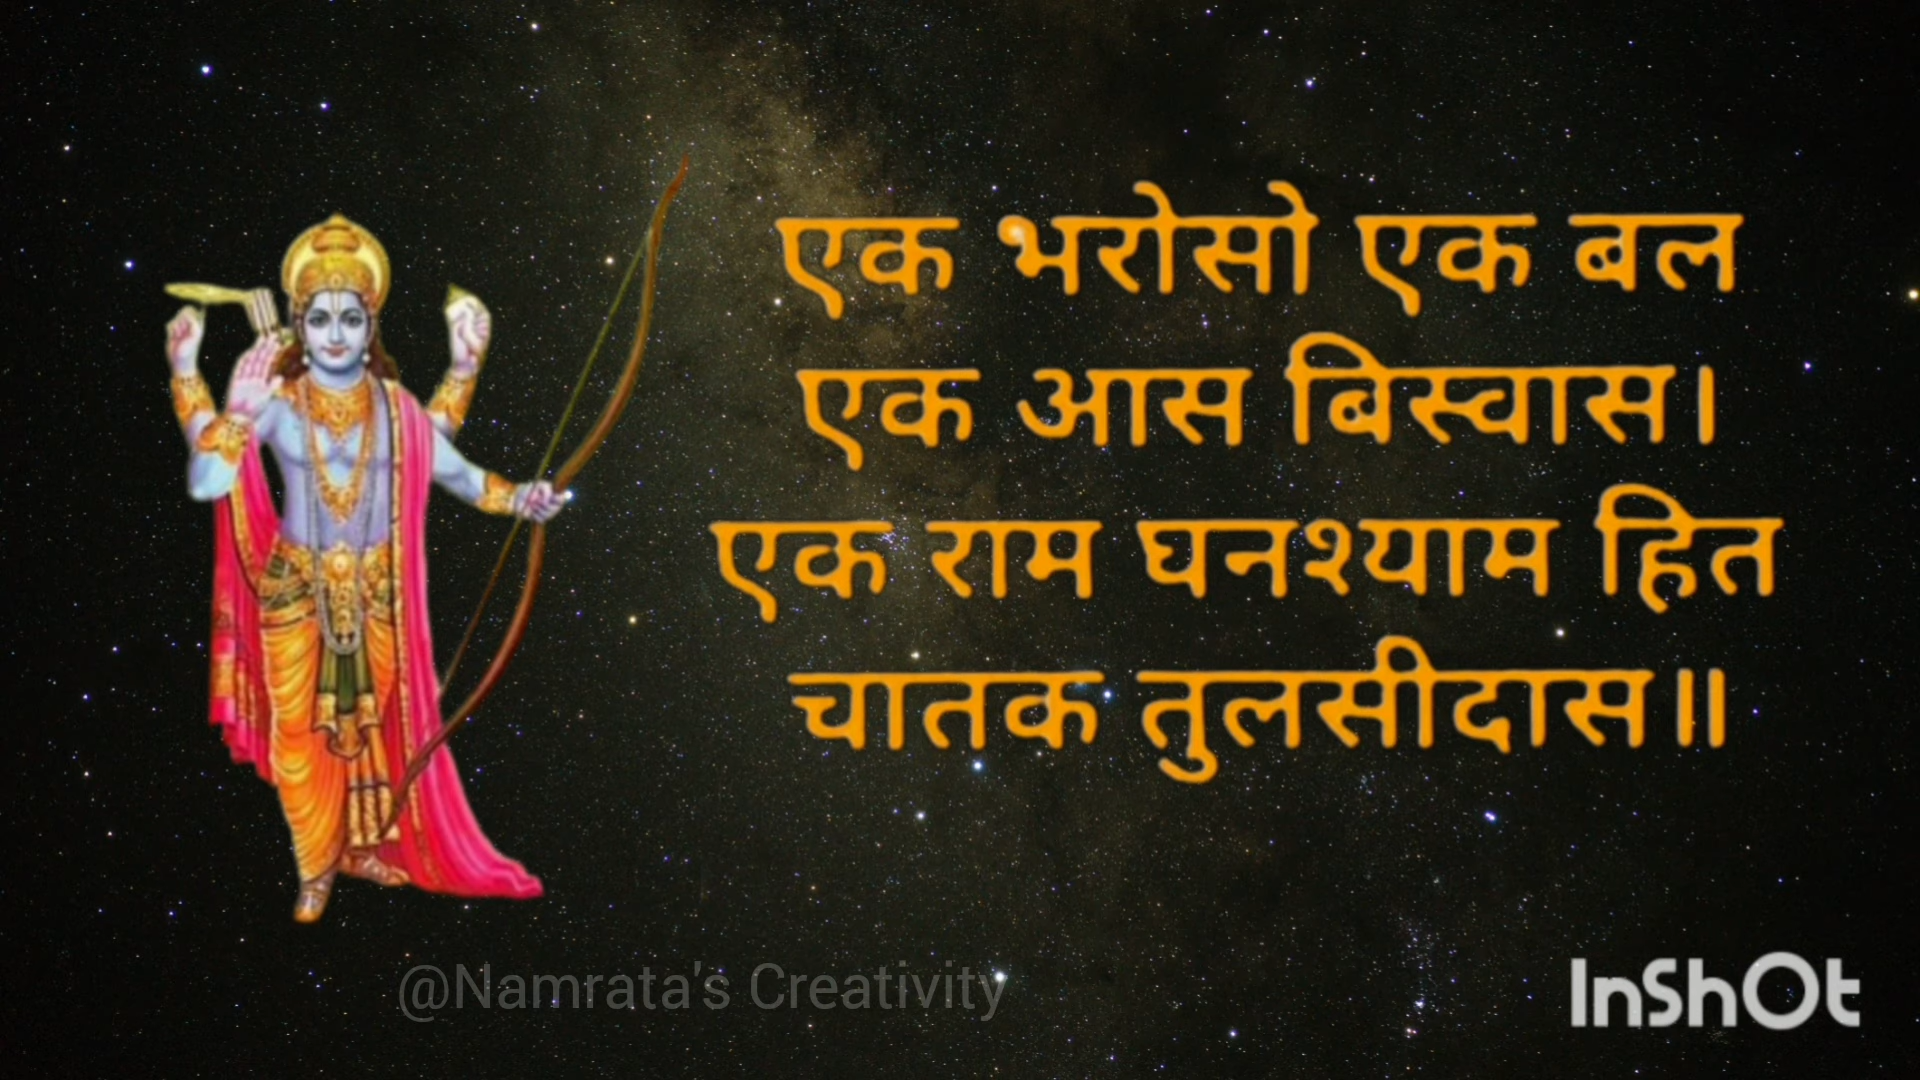 एक भरोसो एक बल
एक आस बिस्वास।
एक राम घनश्याम हित
चातक तुलसीदास॥
@Namrata's Creativity
InShOt